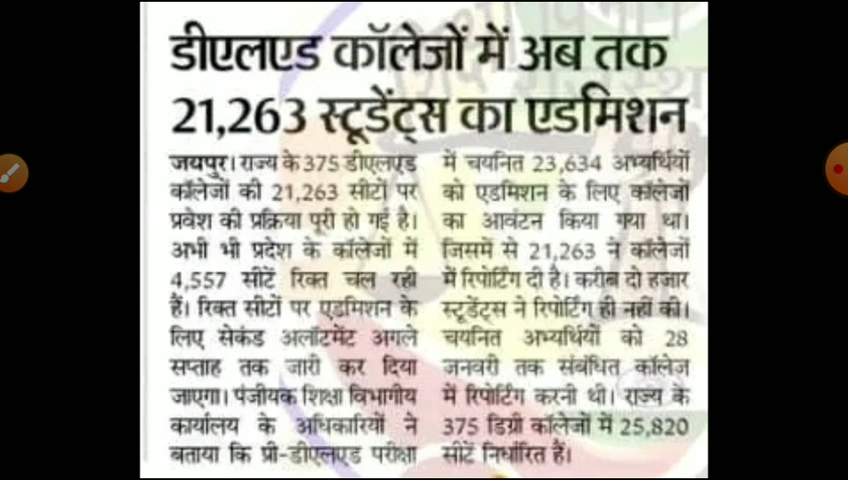 डीएलएड कॉलेजों में अब तक
21,263 स्टूडेंट्स का एडमिशन
जयपुर। राज्य के 375 डीएलएड
कॉलेजों की 21,263 सीटों पर
प्रवेश की प्रक्रिया पूरी हो गई है।
अभी भी प्रदेश के कॉलेजों में
4,557 सीटें रिक्त चल रही
हैं। रिक्त सीटों पर एडमिशन के
लिए सेकंड अलॉटमेंट अगले
सप्ताह तक जारी कर दिया
जाएगा। पंजीयक शिक्षा विभागीय
कार्यालय के अधिकारियों ने
बताया कि प्री-डीएलएड परीक्षा
में चयनित 23,634 अभ्यर्थियों
को एडमिशन के लिए कॉलेजों
का आवंटन किया गया था।
जिसमें से 21,263 ने कॉलेजों
में रिपोर्टिंग दी है। करीब दो हजार
स्टूडेंट्स ने रिपोर्टिंग ही नहीं की।
चयनित अभ्यर्थियों को 28
जनवरी तक संबंधित कॉलेज
में रिपोर्टिंग करनी थी। राज्य के
375 डिग्री कॉलेजों में 25,820
सीटें निर्धारित हैं।